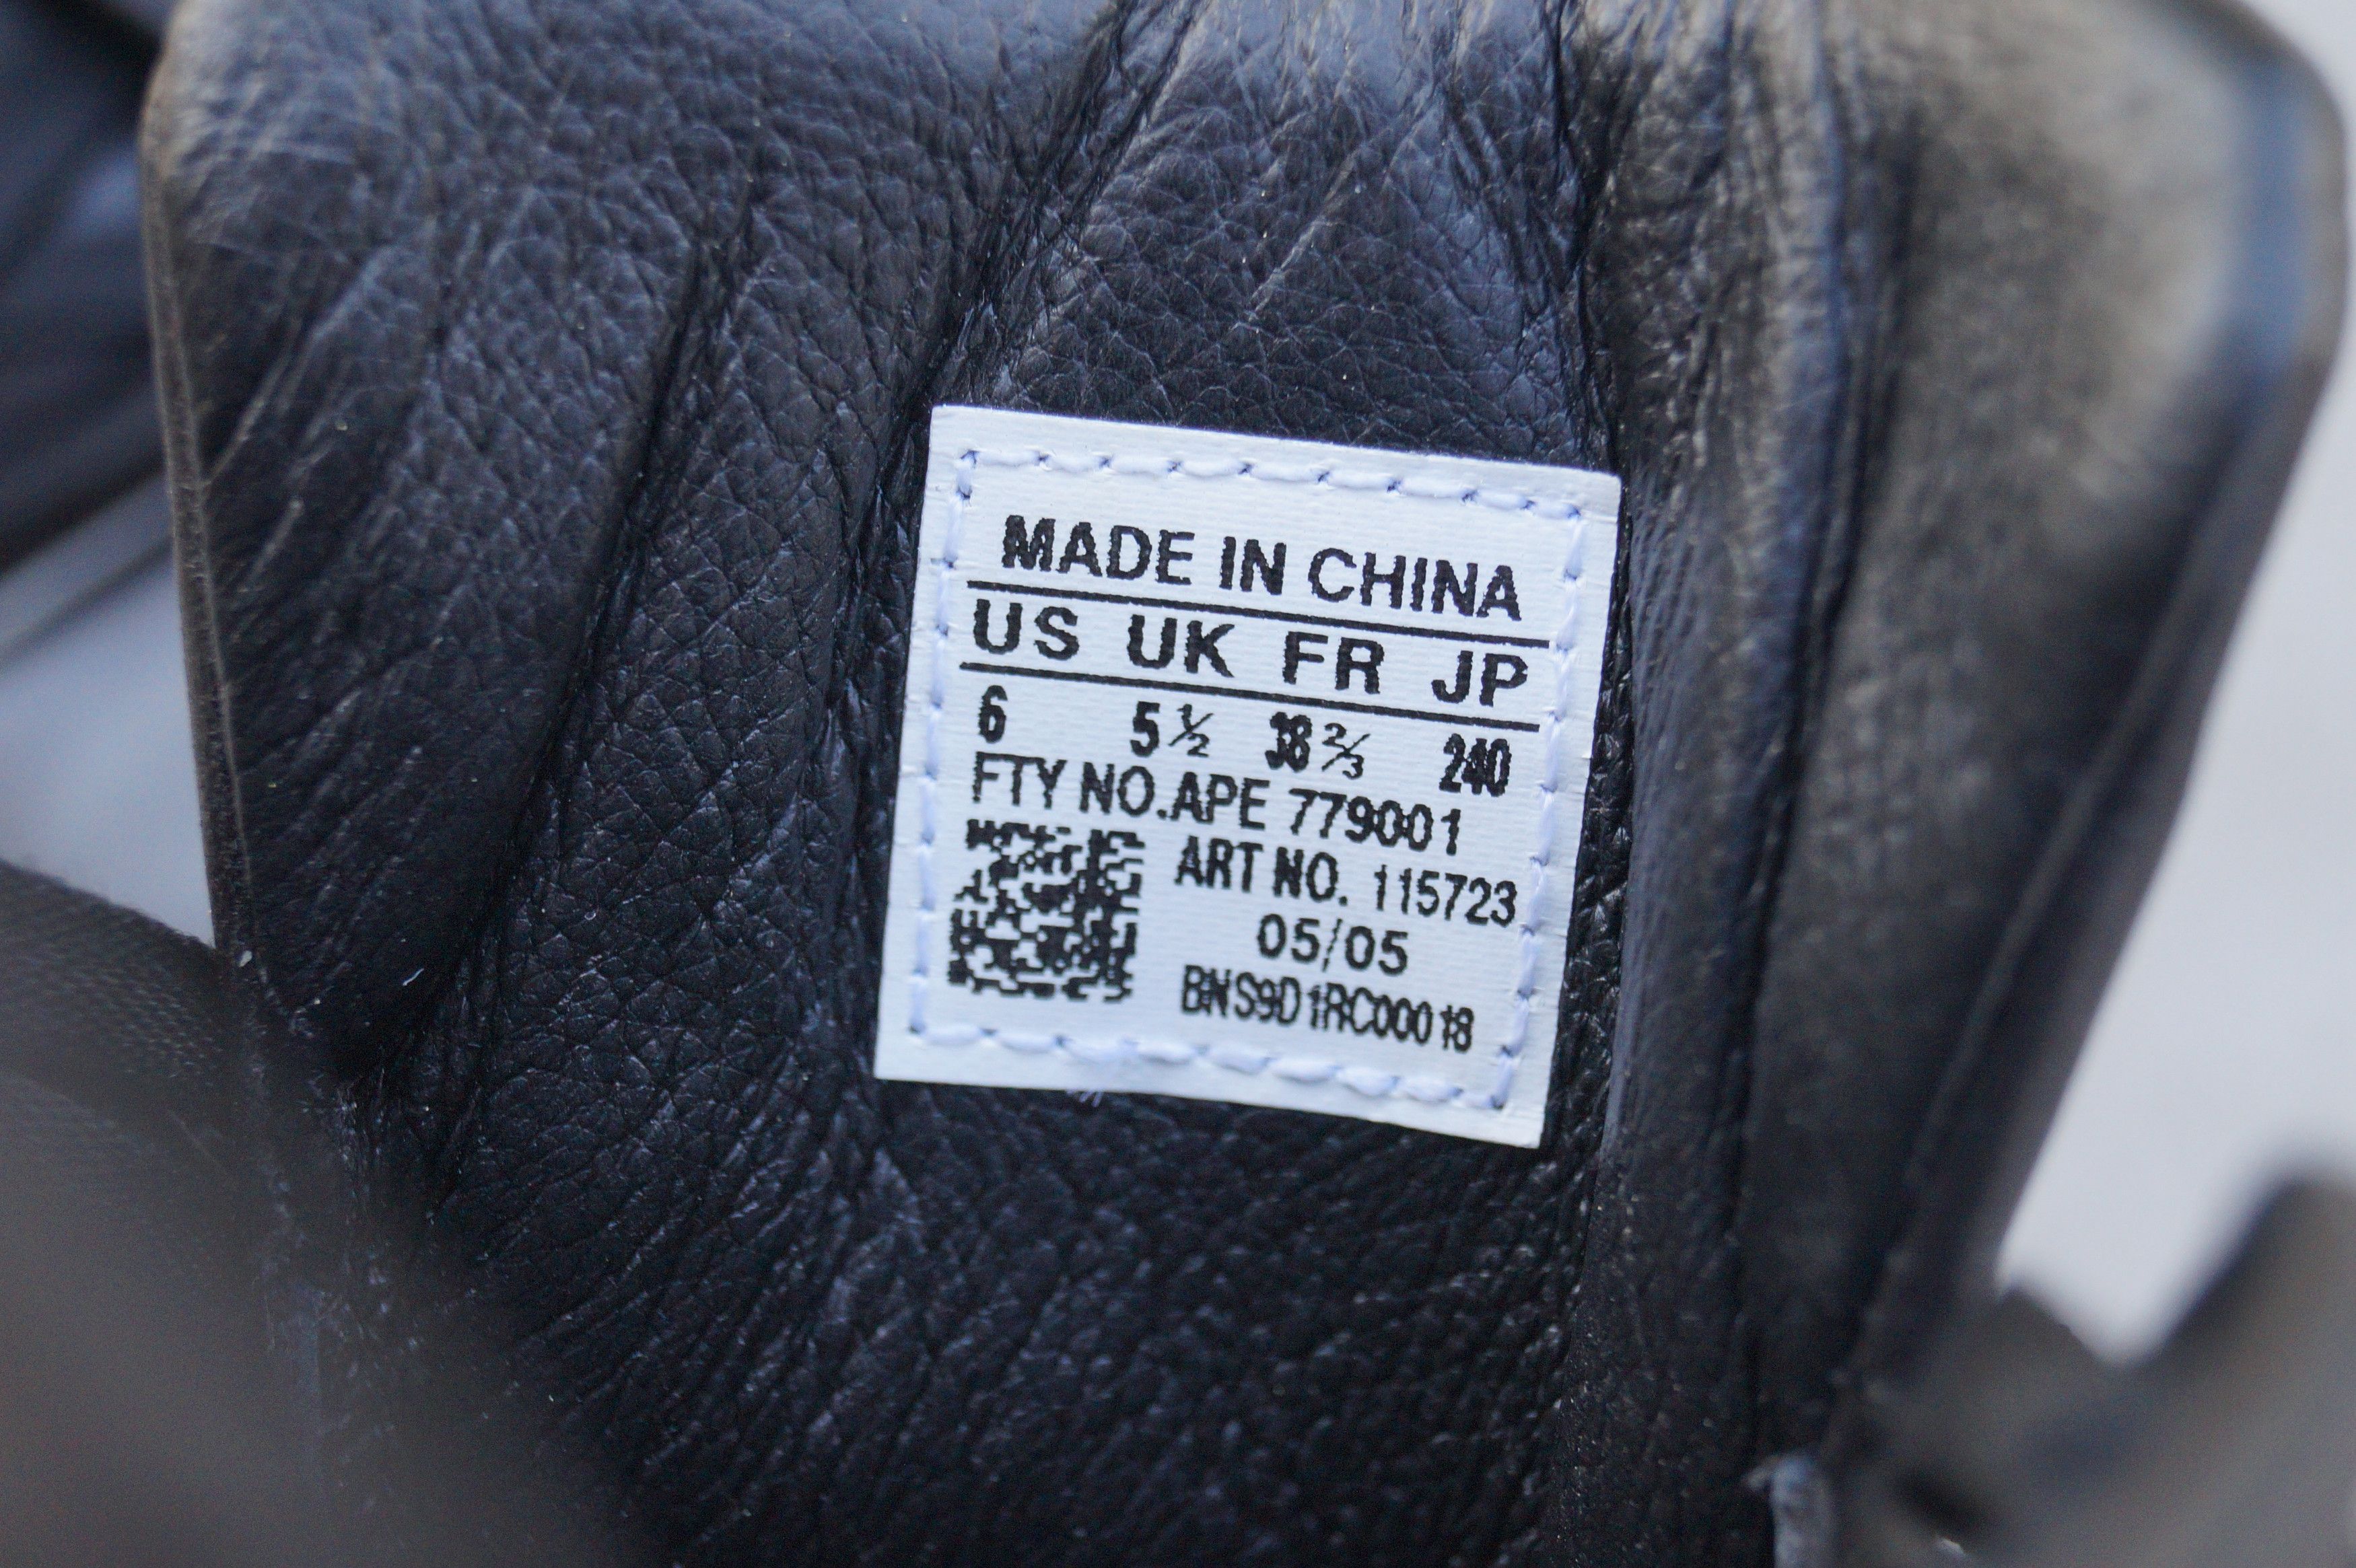 MADE IN CHINA
US UK FR JP
6 5½ 38⅔ 240
FTY NO.APE 779001
ART NO. 115723
05/05
BNS9D1RC00018